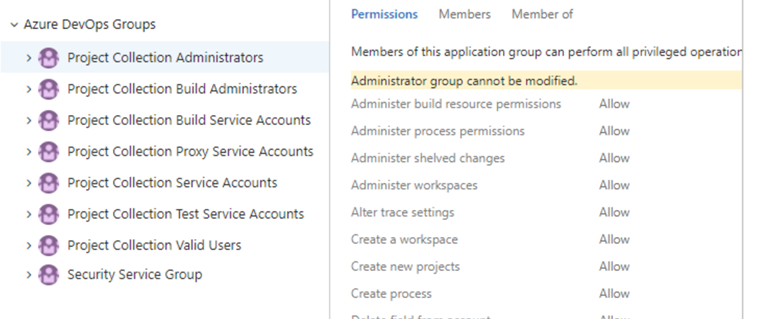 Azure DevOps Groups
Project Collection Administrators
Project Collection Build Administrators
Project Collection Build Service Accounts
Project Collection Proxy Service Accounts
Project Collection Service Accounts
Project Collection Test Service Accounts
Project Collection Valid Users
Security Service Group
Permissions Members Member of
Members of this application group can perform all privileged operation
Administrator group cannot be modified.
Administer build resource permissions Allow
Administer process permissions Allow
Administer shelved changes Allow
Administer workspaces Allow
Alter trace settings Allow
Create a workspace Allow
Create new projects Allow
Create process Allow
Delete field from account